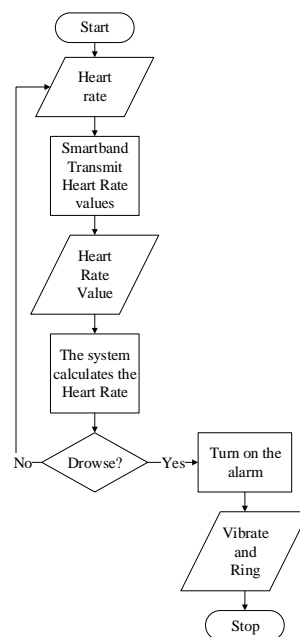 Start
Heart
rate
Smartband
Transmit
Heart Rate
values
Heart
Rate
Value
The system
calculates the
Heart Rate
No
Drowse?
Yes
Turn on the
alarm
Vibrate
and
Ring
Stop